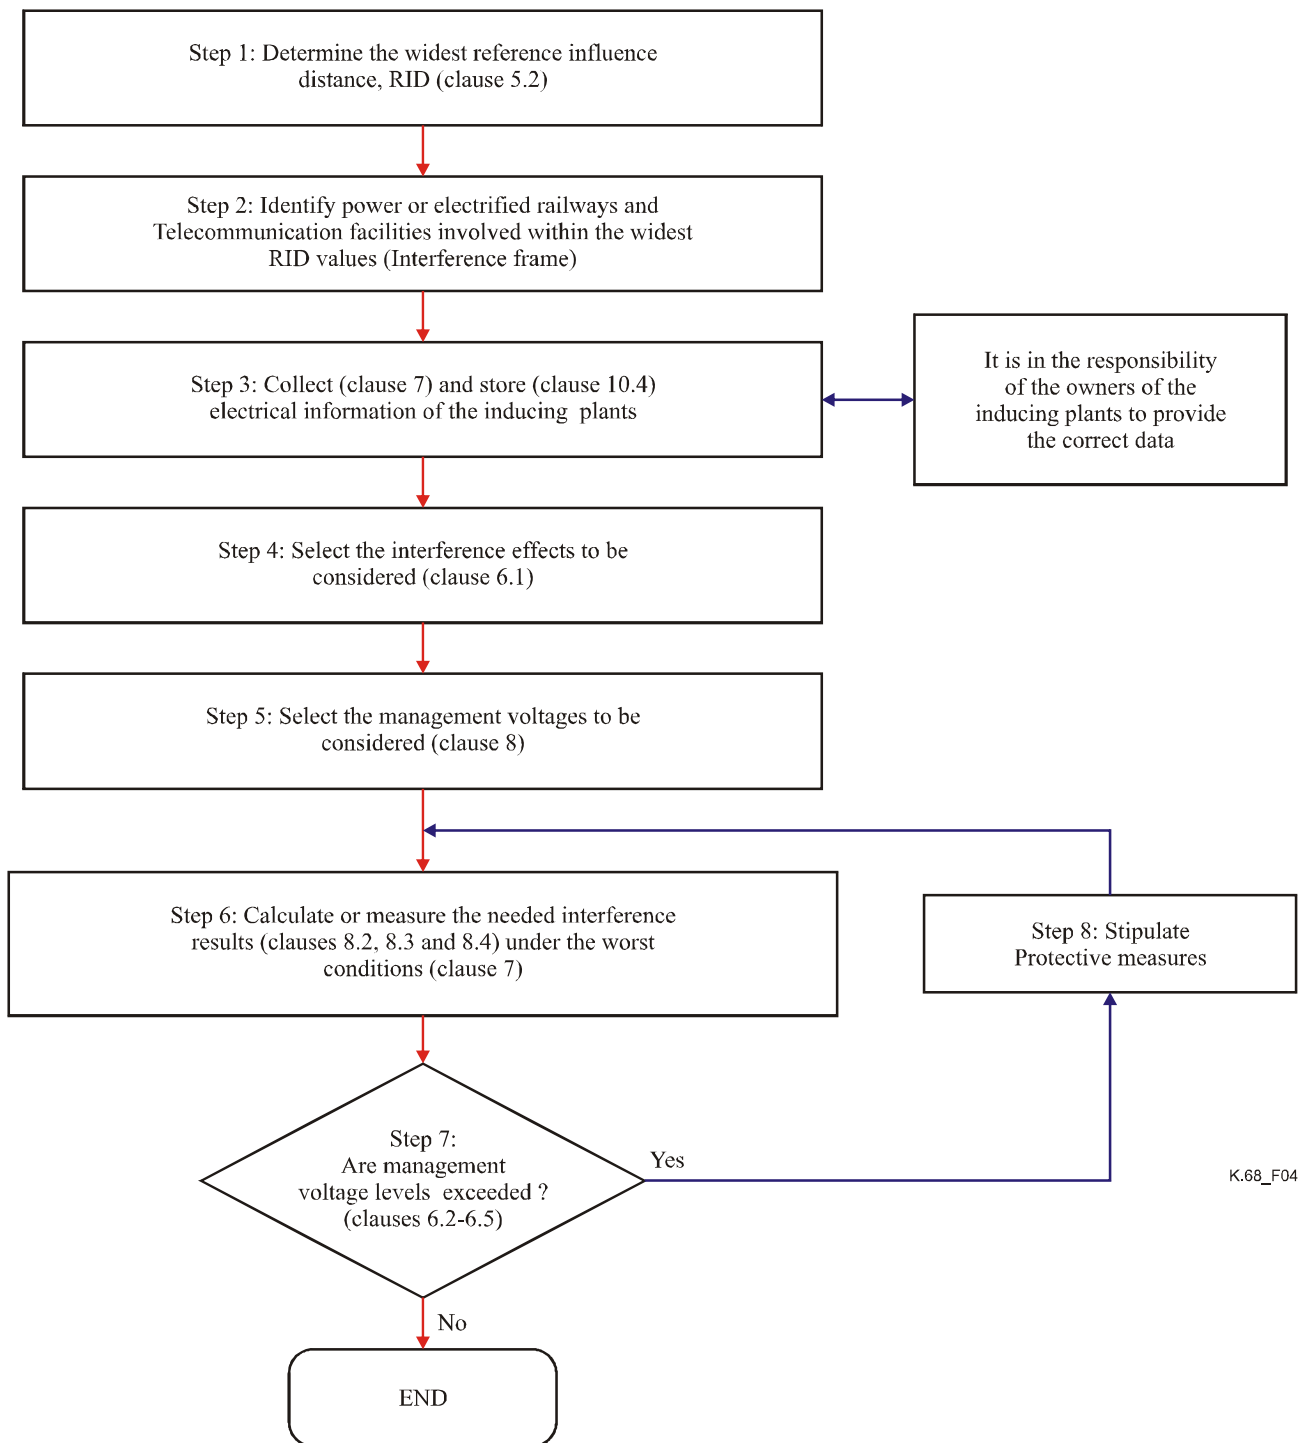 Step 1: Determine the widest reference influence
distance, RID (clause 5.2)
Step 2: Identify power or electrified railways and
Telecommunication facilities involved within the widest
RID values (Interference frame)
Step 3: Collect (clause 7) and store (clause 10.4)
electrical information of the inducing plants
It is in the responsibility
of the owners of the
inducing plants to provide
the correct data
Step 4: Select the interference effects to be
considered (clause 6.1)
Step 5: Select the management voltages to be
considered (clause 8)
Step 6: Calculate or measure the needed interference
results (clauses 8.2, 8.3 and 8.4) under the worst
conditions (clause 7)
Step 8: Stipulate
Protective measures
Step 7:
Are management
voltage levels exceeded ?
(clauses 6.2-6.5)
Yes
K.68_F04
No
END